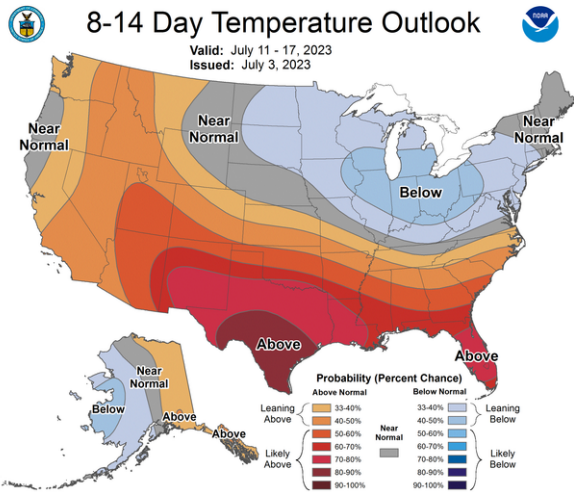 8-14 Day Temperature Outlook
NOAA
Valid: July 11 - 17, 2023
Issued: July 3, 2023
Near
Normal
Near
Normal
Near
Normal
Below
Above
Above
Near
Normal
Below
Above
Above
Probability (Percent Chance)
Above Normal
Below Normal
Leaning
Above
33-40%
40-50%
Likely
Above
50-60%
60-70%
70-80%
80-90%
90-100%
Near
Normal
33-40%
40-50%
Leaning
Below
50-60%
60-70%
70-80%
80-90%
90-100%
Likely
Below